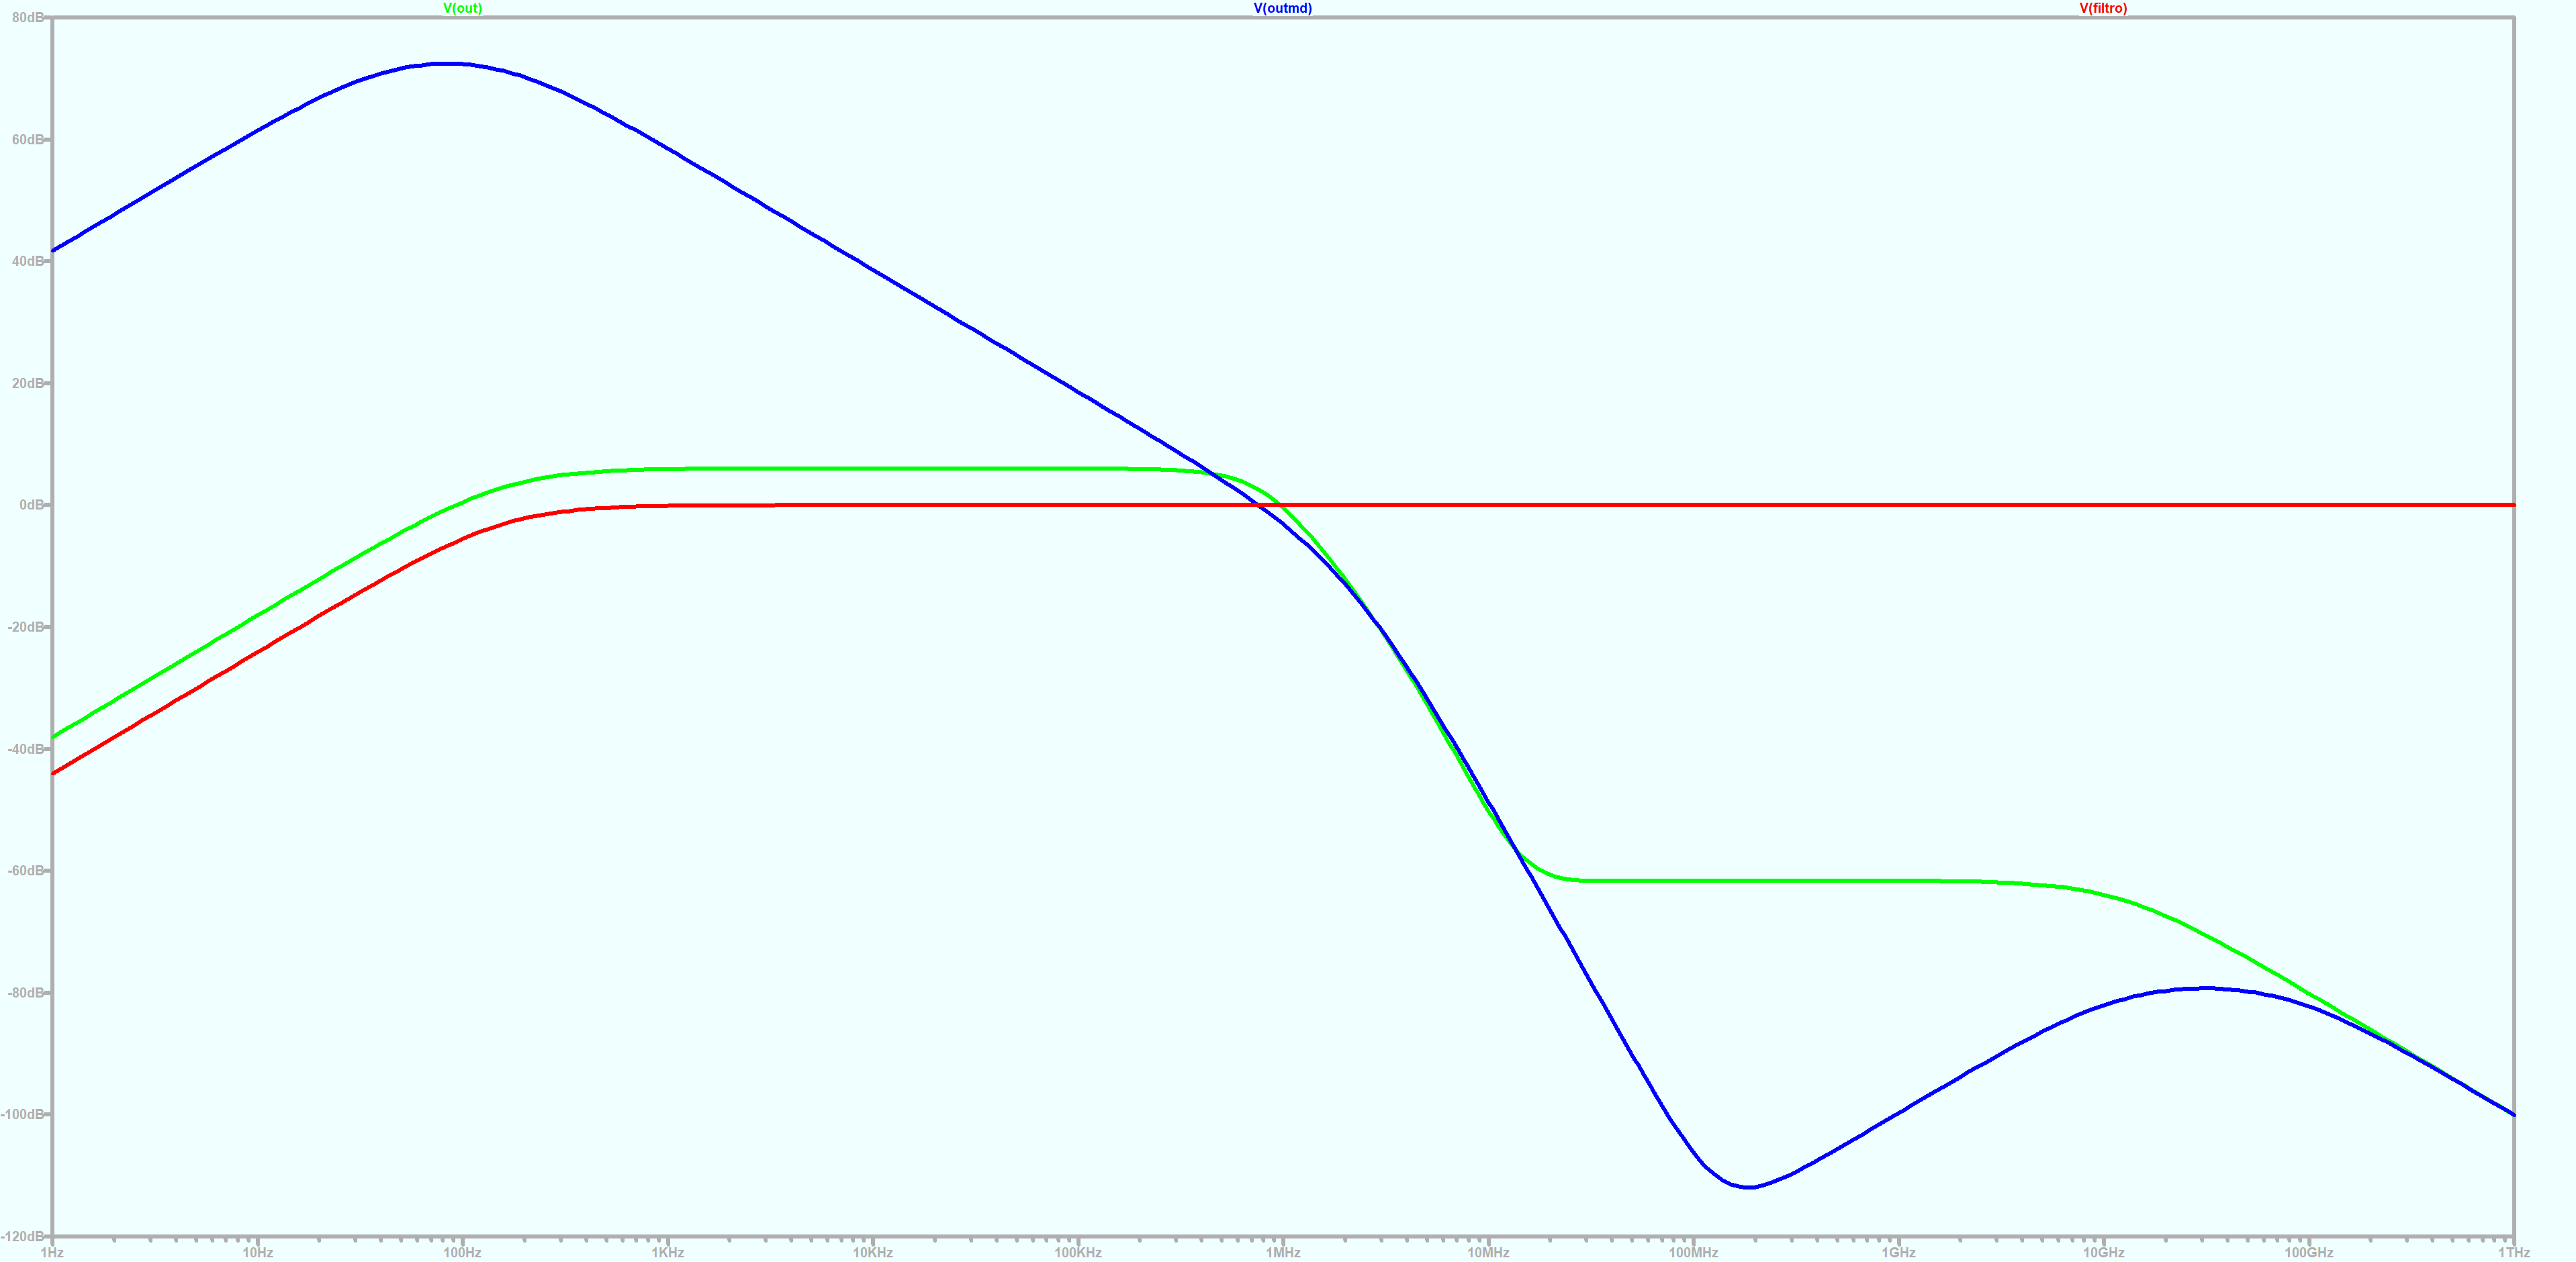 V(out) V(outmd) V(filtro)
80dB
60dB
40dB
20dB
0dB
-20dB
-40dB
-60dB
-80dB
-100dB
-120dB
1Hz 10Hz 100Hz 1KHz 10KHz 100KHz 1MHz 10MHz 100MHz 1GHz 10GHz 100GHz 1THz